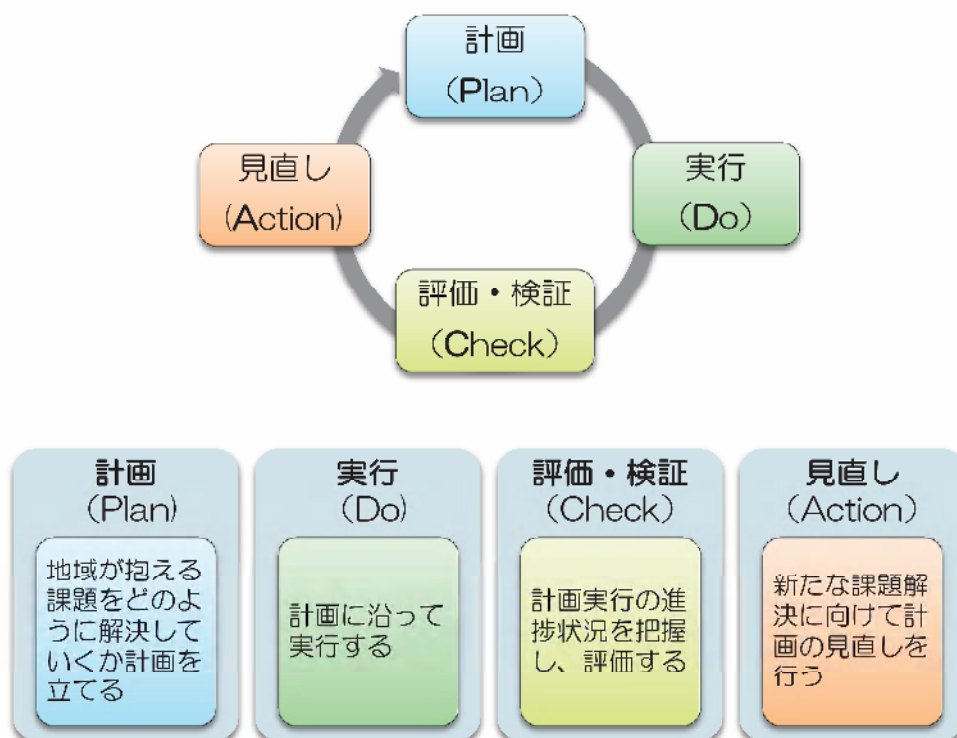 計画
(Plan)
見直し
(Action)
実行
(Do)
評価・検証
(Check)
計画
(Plan)
地域が抱える
課題をどのよ
うに解決して
いくか計画を
立てる
実行
(Do)
計画に沿って
実行する
評価・検証
(Check)
計画実行の進
捗状況を把握
し、評価する
見直し
(Action)
新たな課題解
決に向けて計
画の見直しを
行う